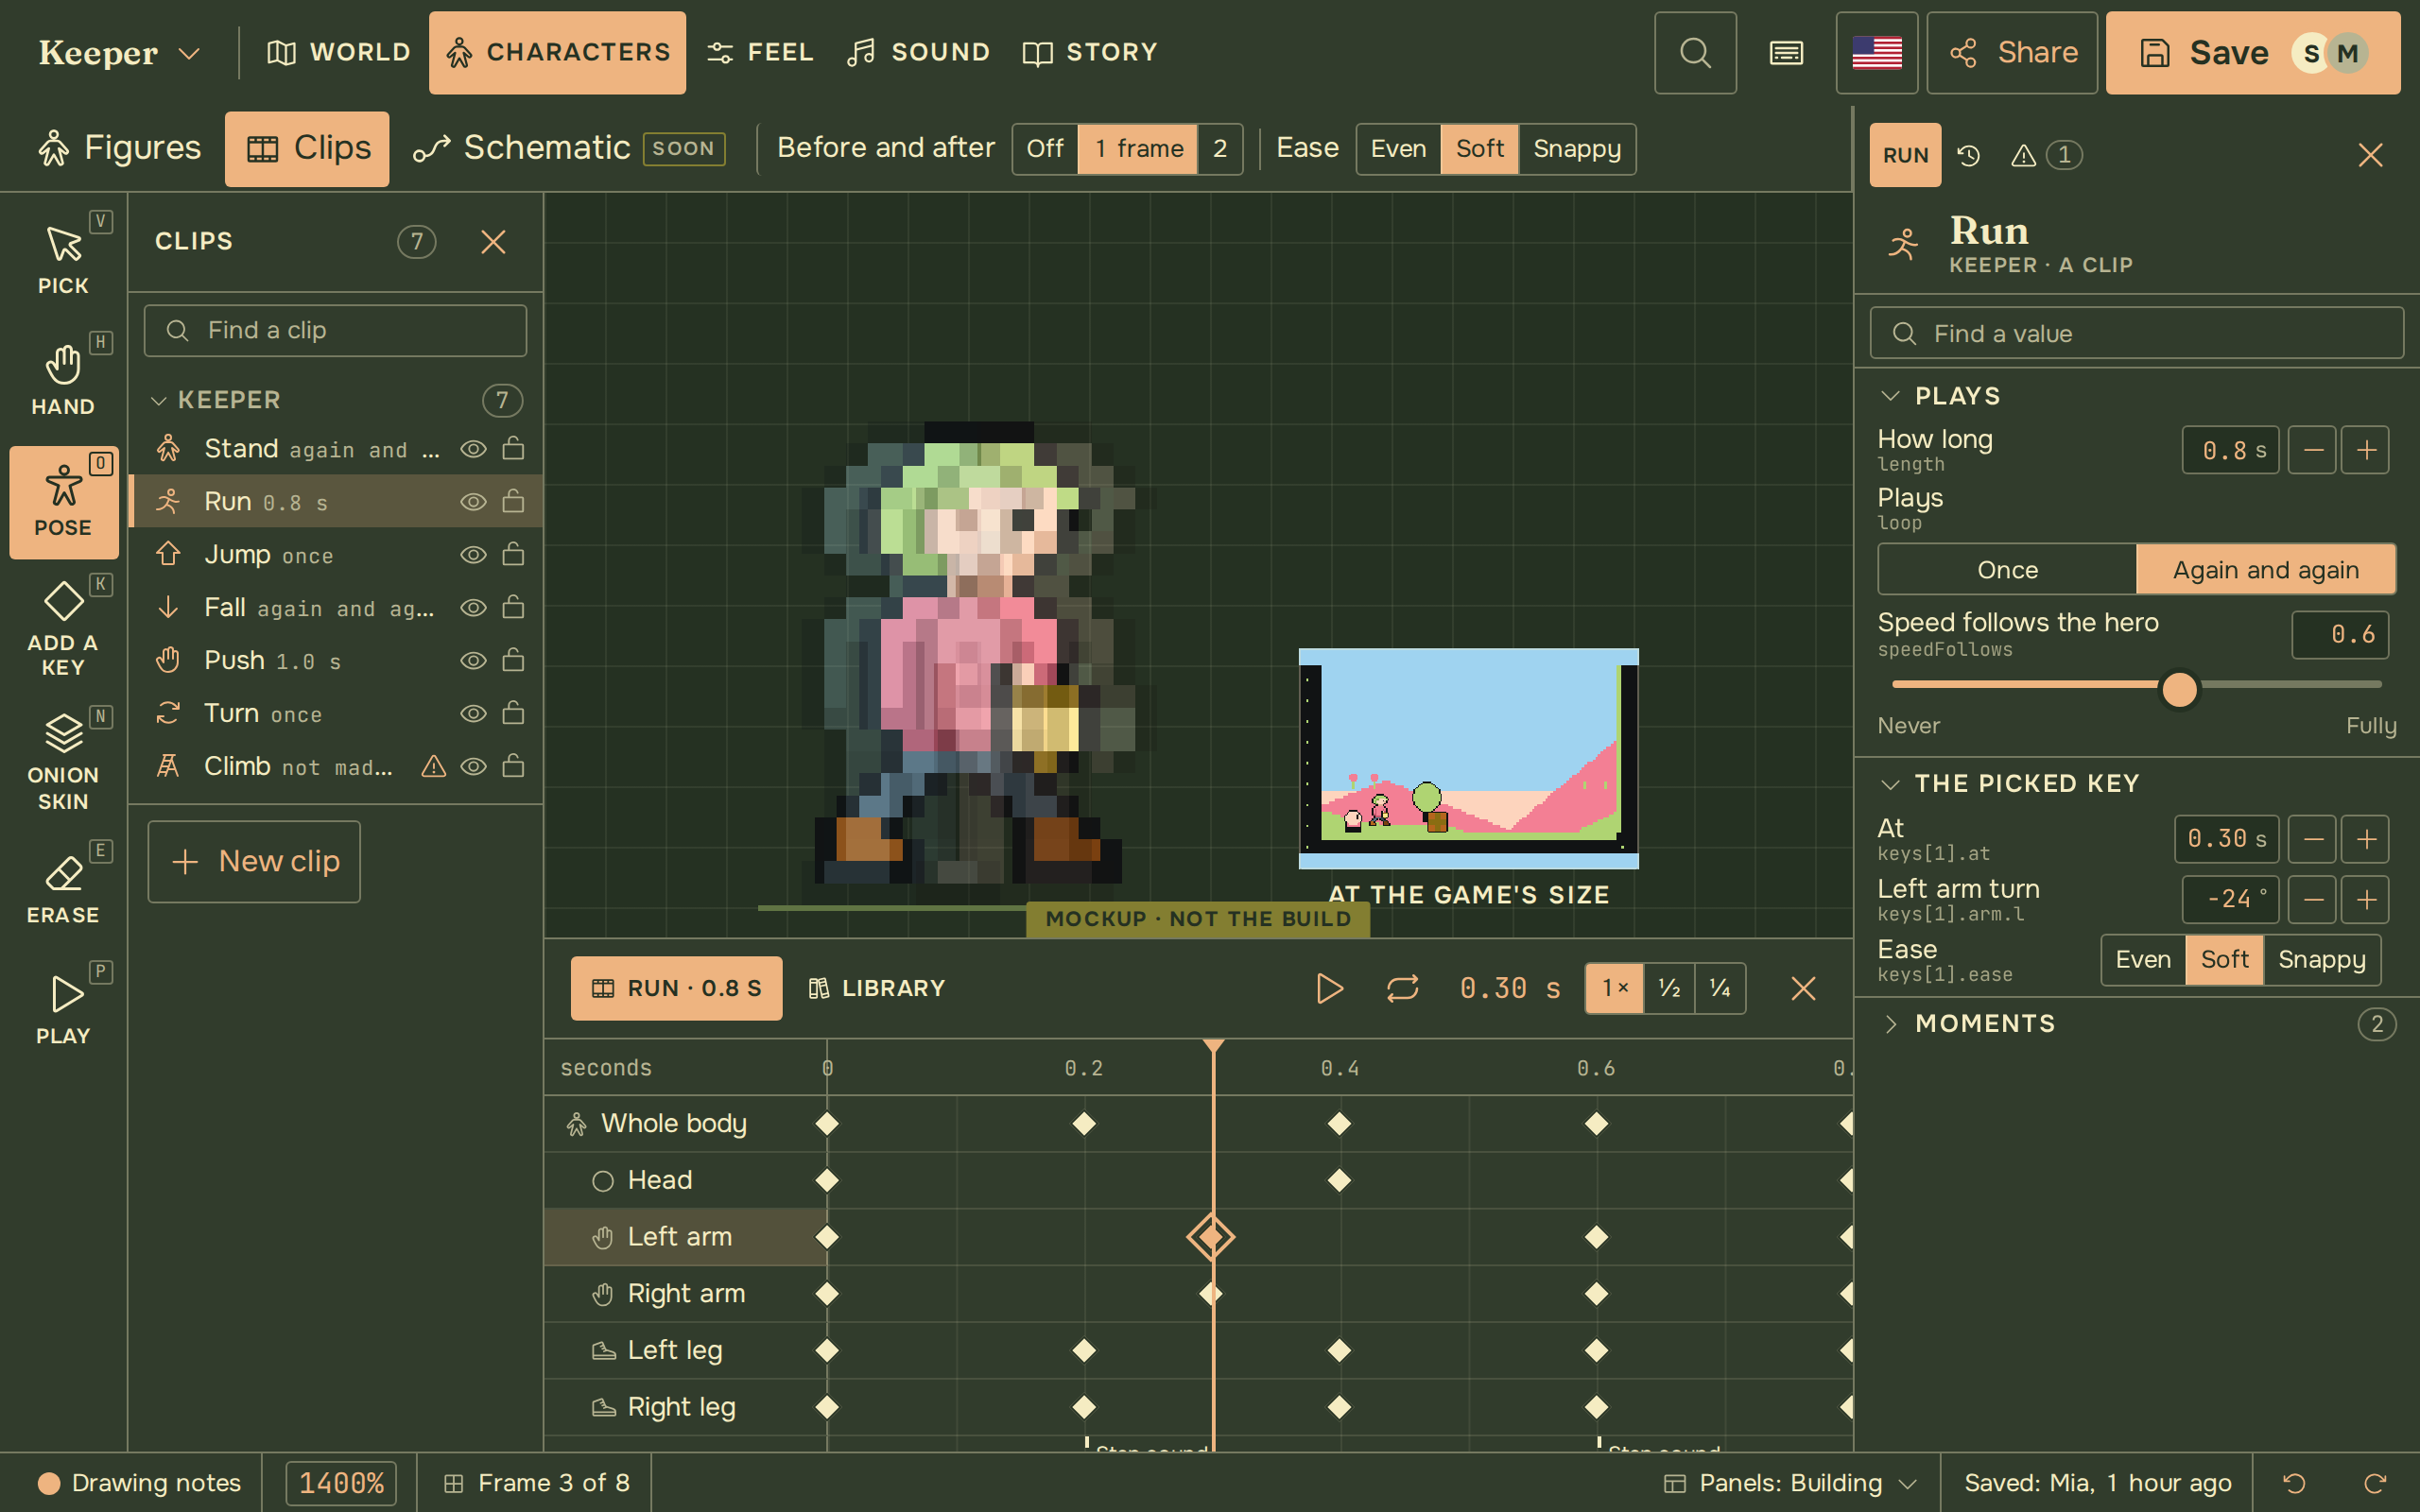 Keeper WORLD CHARACTERS FEEL SOUND STORY Share Save S M
Figures Clips Schematic SOON Before and after Off 1 frame 2 Ease Even Soft Snappy
RUN 1
V
PICK
H
HAND
O
POSE
K
ADD A
KEY
N
ONION
SKIN
E
ERASE
P
PLAY
CLIPS 7
Find a clip
KEEPER 7
Stand again and ...
Run 0.8 s
Jump once
Fall again and ag...
Push 1.0 s
Turn once
Climb not mad...
New clip
AT THE GAME'S SIZE
MOCKUP · NOT THE BUILD
RUN · 0.8 S LIBRARY 0.30 s 1× ½ ¼
seconds 0 0.2 0.4 0.6 0.
Whole body
Head
Left arm
Right arm
Left leg
Right leg
Step sound Step sound
Run
KEEPER · A CLIP
Find a value
PLAYS
How long 0.8 s
length
Plays
loop
Once Again and again
Speed follows the hero 0.6
speedFollows
Never Fully
THE PICKED KEY
At 0.30 s
keys[1].at
Left arm turn -24 °
keys[1].arm.l
Ease Even Soft Snappy
keys[1].ease
MOMENTS 2
Drawing notes 1400% Frame 3 of 8 Panels: Building Saved: Mia, 1 hour ago